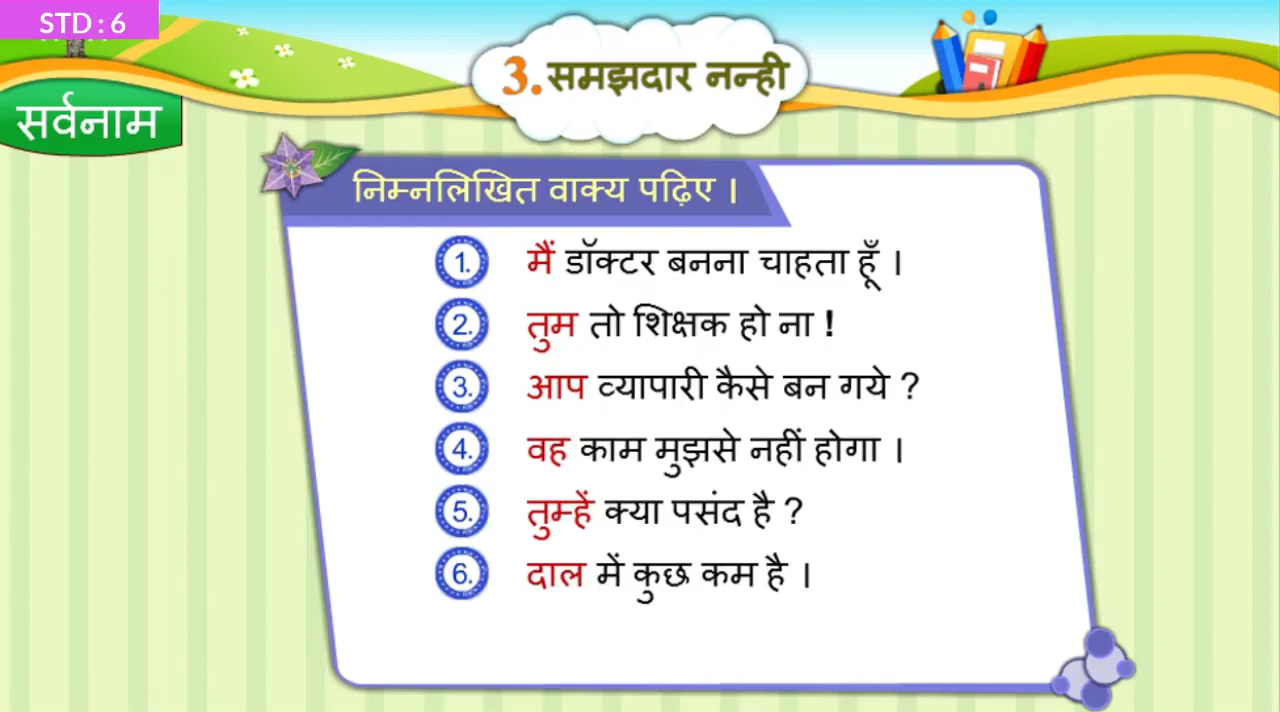 STD : 6
3. समझदार नन्ही
सर्वनाम
निम्नलिखित वाक्य पढ़िए ।
1. मैं डॉक्टर बनना चाहता हूँ ।
2. तुम तो शिक्षक हो ना !
3. आप व्यापारी कैसे बन गये ?
4. वह काम मुझसे नहीं होगा ।
5. तुम्हें क्या पसंद है ?
6. दाल में कुछ कम है ।